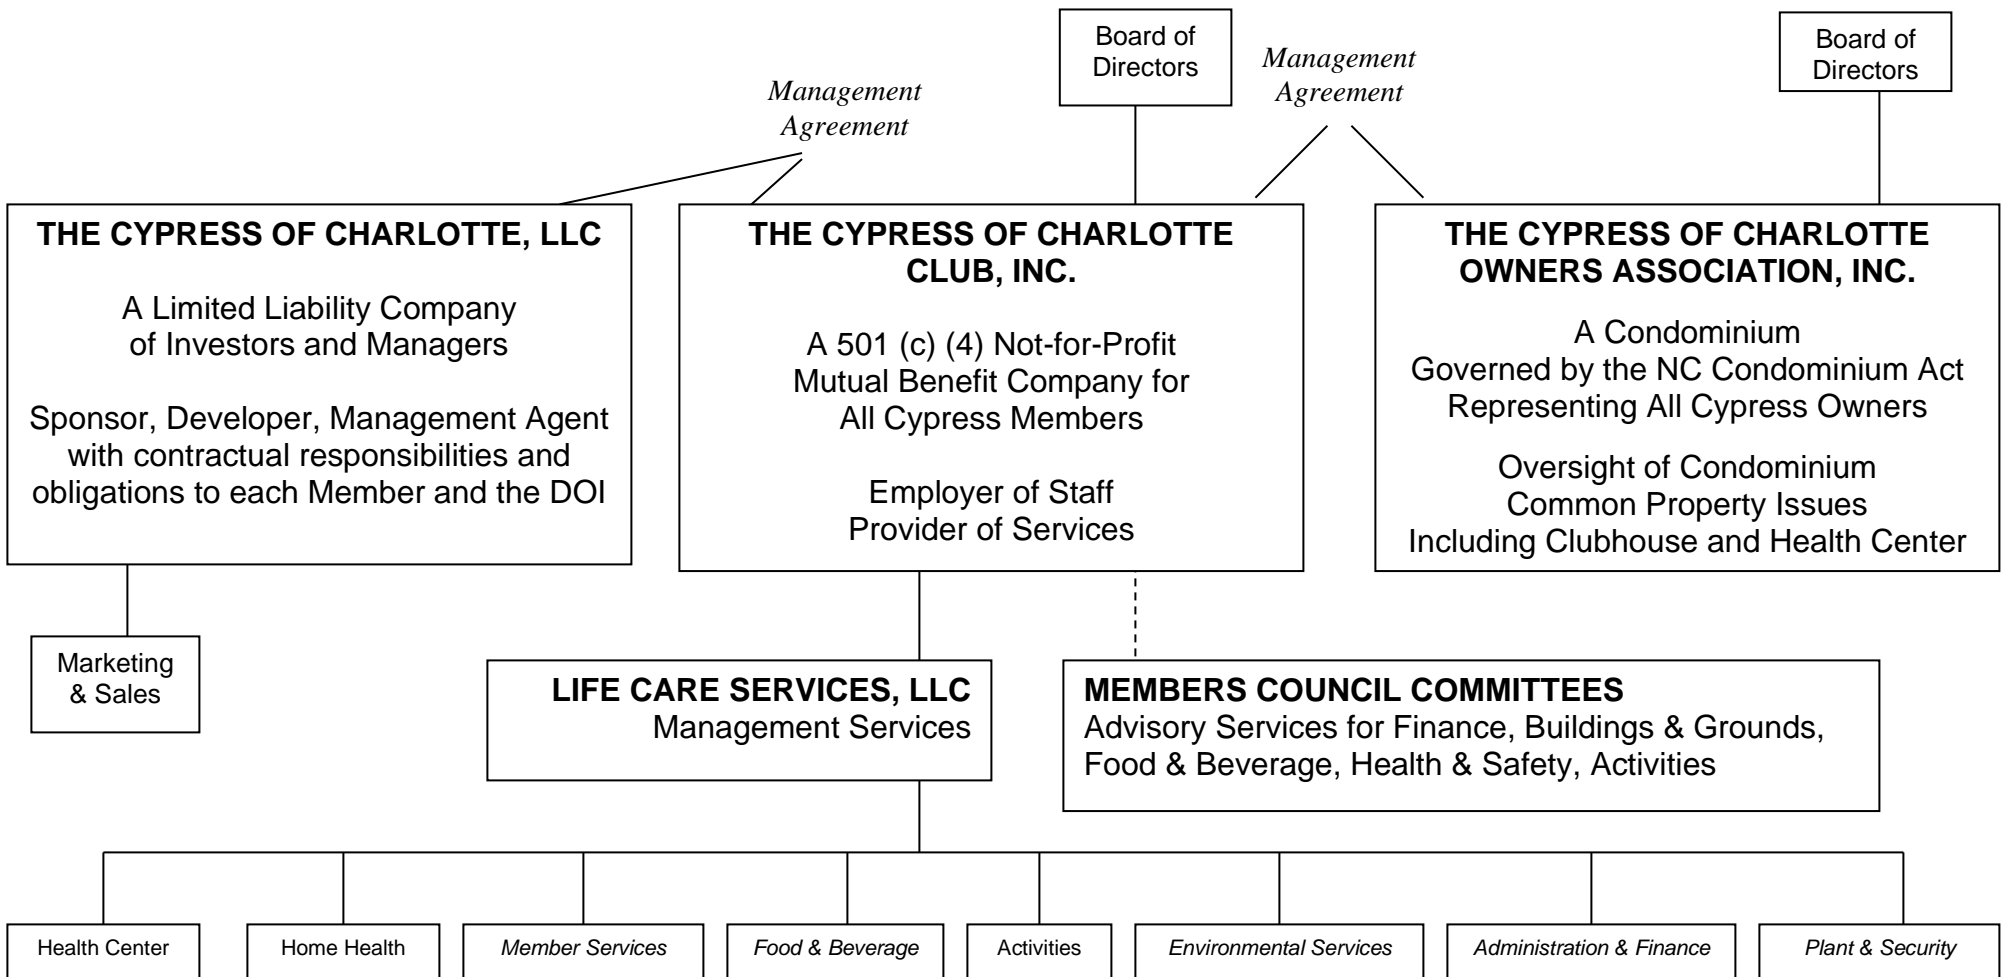 Board of
Directors
Management
Agreement
Board of
Directors
Management
Agreement
THE CYPRESS OF CHARLOTTE, LLC
A Limited Liability Company
of Investors and Managers
Sponsor, Developer, Management Agent
with contractual responsibilities and
obligations to each Member and the DOI
THE CYPRESS OF CHARLOTTE
CLUB, INC.
A 501 (c) (4) Not-for-Profit
Mutual Benefit Company for
All Cypress Members
Employer of Staff
Provider of Services
THE CYPRESS OF CHARLOTTE
OWNERS ASSOCIATION, INC.
A Condominium
Governed by the NC Condominium Act
Representing All Cypress Owners
Oversight of Condominium
Common Property Issues
Including Clubhouse and Health Center
Marketing
& Sales
LIFE CARE SERVICES, LLC
Management Services
MEMBERS COUNCIL COMMITTEES
Advisory Services for Finance, Buildings & Grounds,
Food & Beverage, Health & Safety, Activities
Health Center
Home Health
Member Services
Food & Beverage
Activities
Environmental Services
Administration & Finance
Plant & Security